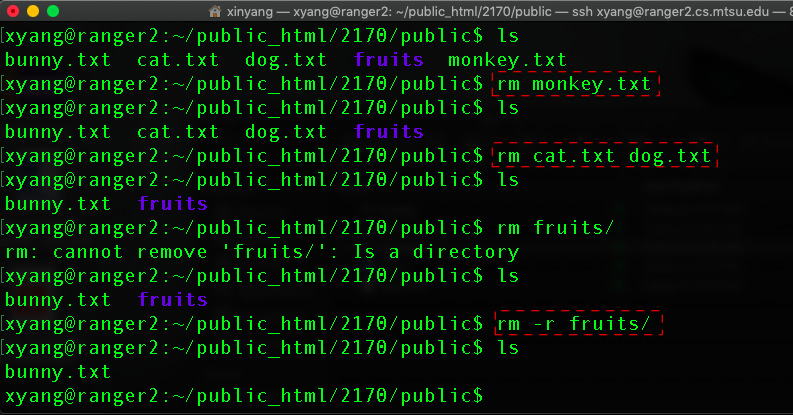 xinyang — xyang@ranger2: ~/public_html/2170/public — ssh xyang@ranger2.cs.mtsu.edu — 8
[xyang@ranger2:~/public_html/2170/public$ ls
bunny.txt  cat.txt  dog.txt  fruits  monkey.txt
[xyang@ranger2:~/public_html/2170/public$ rm monkey.txt
[xyang@ranger2:~/public_html/2170/public$ ls
bunny.txt  cat.txt  dog.txt  fruits
[xyang@ranger2:~/public_html/2170/public$ rm cat.txt dog.txt
[xyang@ranger2:~/public_html/2170/public$ ls
bunny.txt  fruits
[xyang@ranger2:~/public_html/2170/public$ rm fruits/
rm: cannot remove 'fruits/': Is a directory
[xyang@ranger2:~/public_html/2170/public$ ls
bunny.txt  fruits
[xyang@ranger2:~/public_html/2170/public$ rm -r fruits/
[xyang@ranger2:~/public_html/2170/public$ ls
bunny.txt
xyang@ranger2:~/public_html/2170/public$